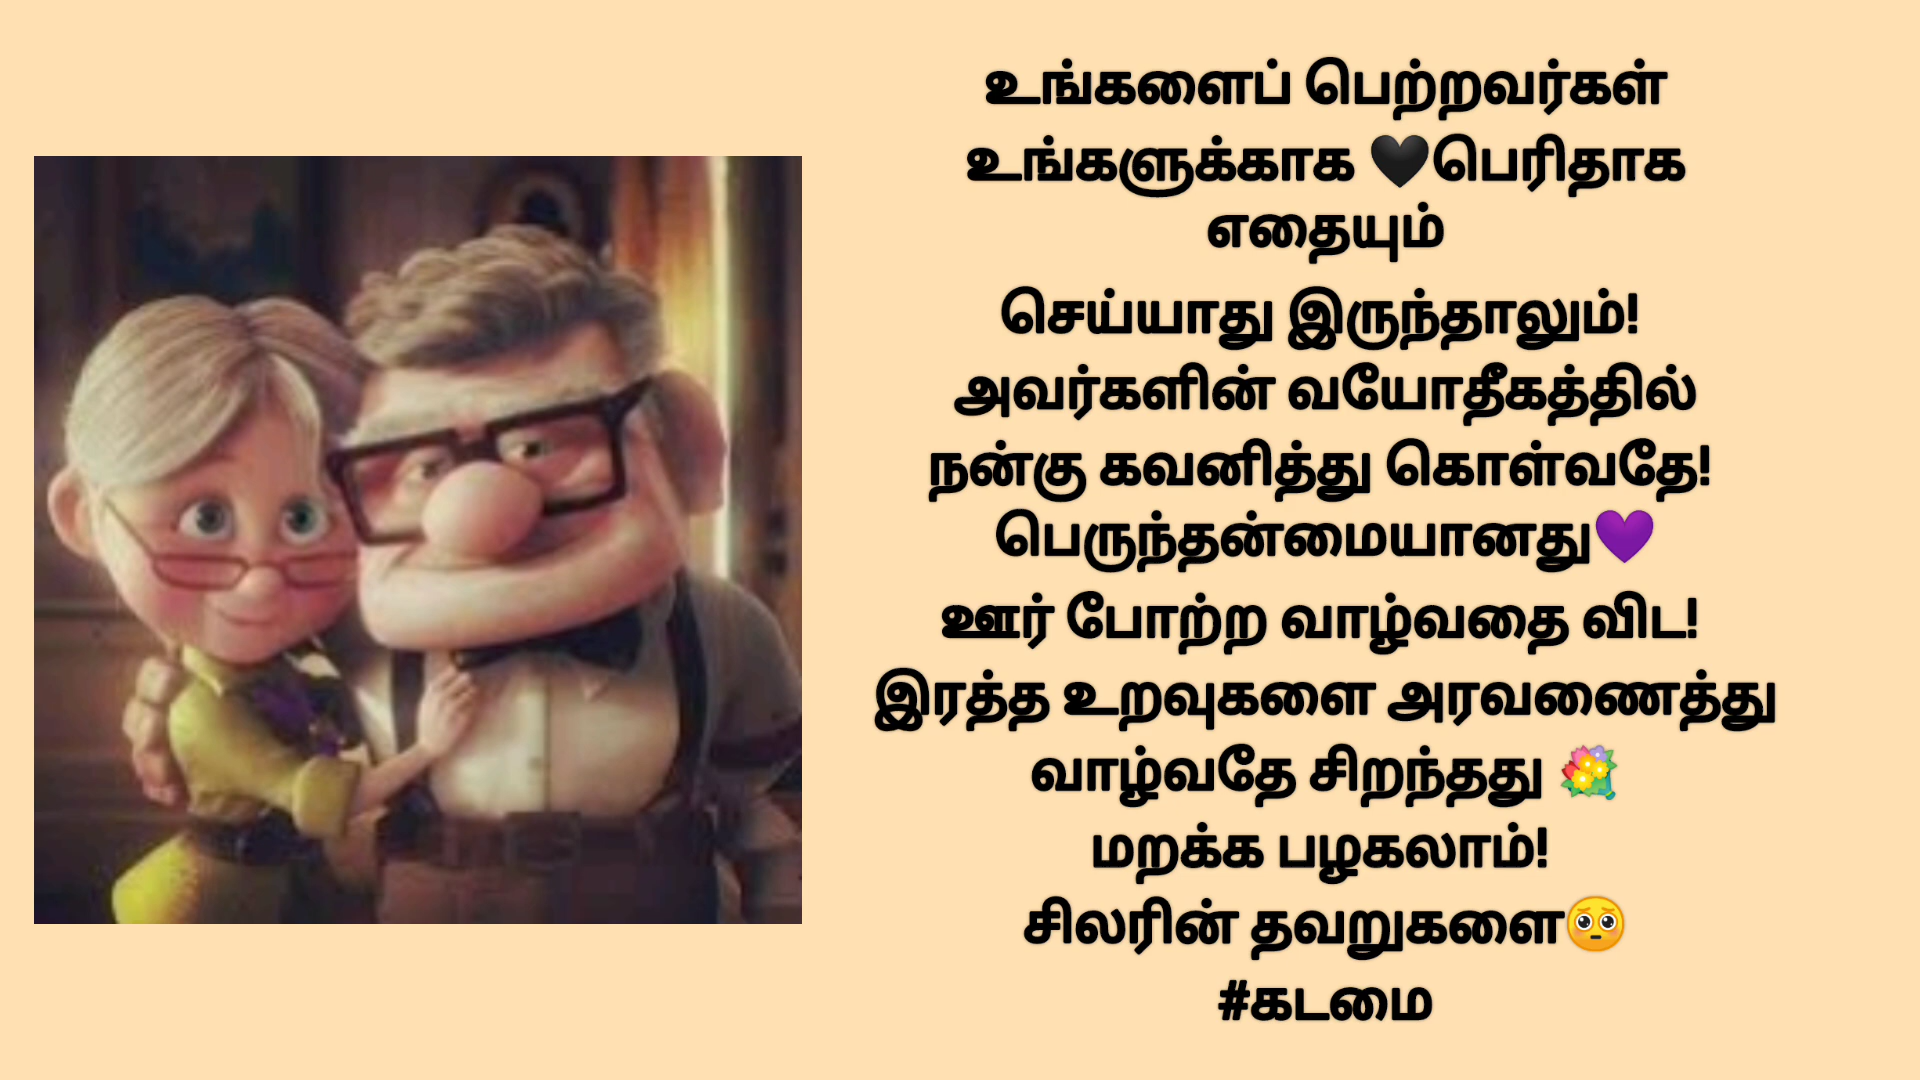 உங்களைப் பெற்றவர்கள்
உங்களுக்காக 🖤பெரிதாக
எதையும்
செய்யாது இருந்தாலும்!
அவர்களின் வயோதீகத்தில்
நன்கு கவனித்து கொள்வதே!
பெருந்தன்மையானது💜
ஊர் போற்ற வாழ்வதை விட!
இரத்த உறவுகளை அரவணைத்து
வாழ்வதே சிறந்தது 💐
மறக்க பழகலாம்!
சிலரின் தவறுகளை🥺
#கடமை